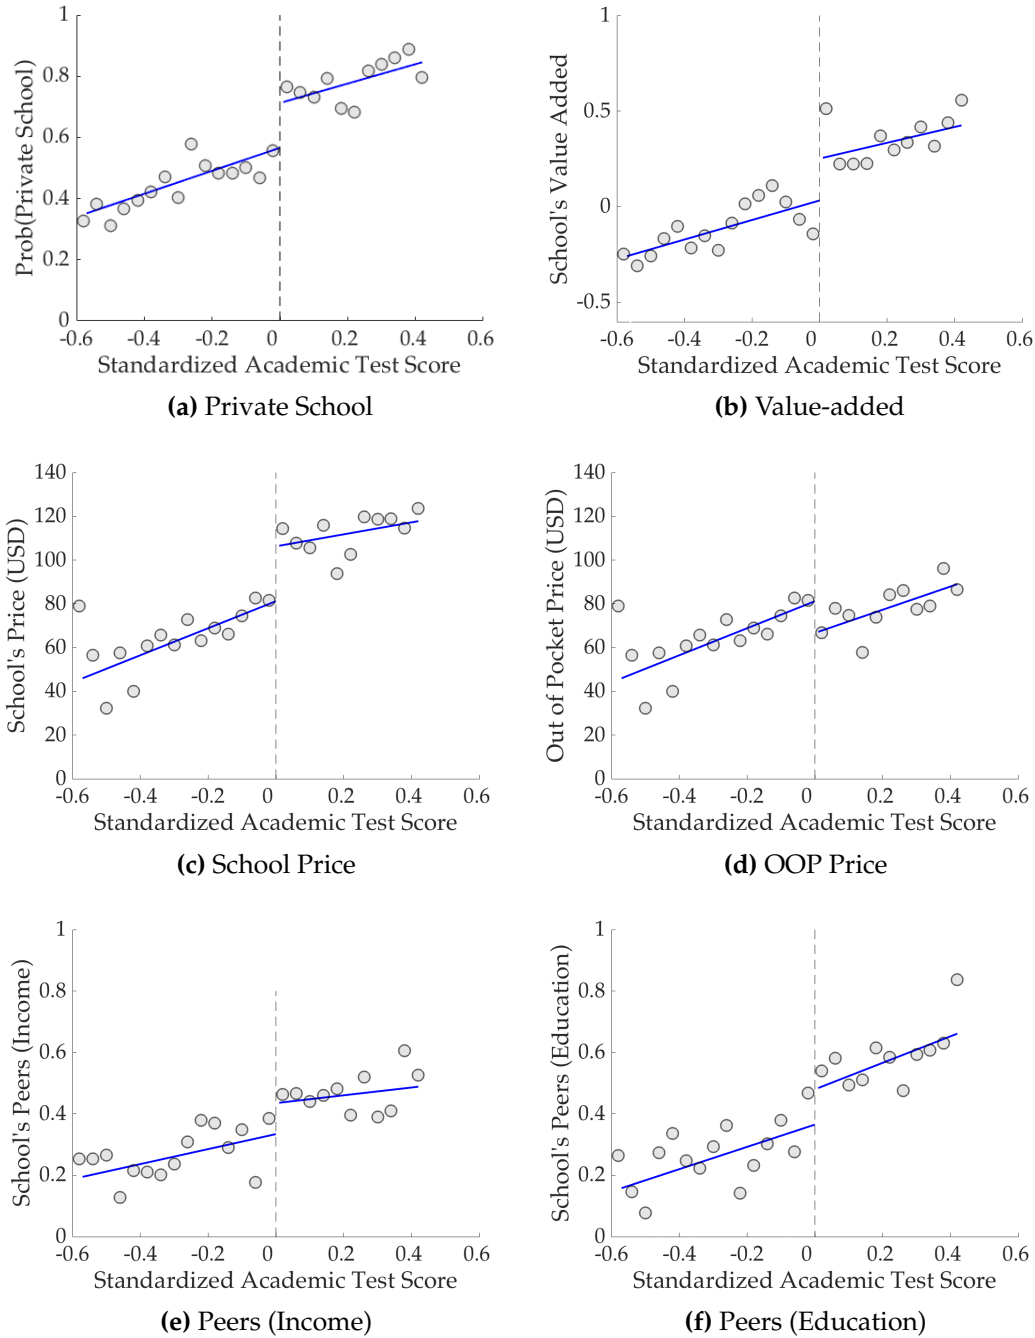 1
0.8
0.6
0.4
0.2
0
Prob(Private School)
-0.6 -0.4 -0.2 0 0.2 0.4 0.6
Standardized Academic Test Score
(a) Private School
1
0.5
0
-0.5
School's Value Added
-0.6 -0.4 -0.2 0 0.2 0.4 0.6
Standardized Academic Test Score
(b) Value-added
140
120
100
80
60
40
20
0
School's Price (USD)
-0.6 -0.4 -0.2 0 0.2 0.4 0.6
Standardized Academic Test Score
(c) School Price
140
120
100
80
60
40
20
0
Out of Pocket Price (USD)
-0.6 -0.4 -0.2 0 0.2 0.4 0.6
Standardized Academic Test Score
(d) OOP Price
1
0.8
0.6
0.4
0.2
0
School's Peers (Income)
-0.6 -0.4 -0.2 0 0.2 0.4 0.6
Standardized Academic Test Score
(e) Peers (Income)
1
0.8
0.6
0.4
0.2
0
School's Peers (Education)
-0.6 -0.4 -0.2 0 0.2 0.4 0.6
Standardized Academic Test Score
(f) Peers (Education)